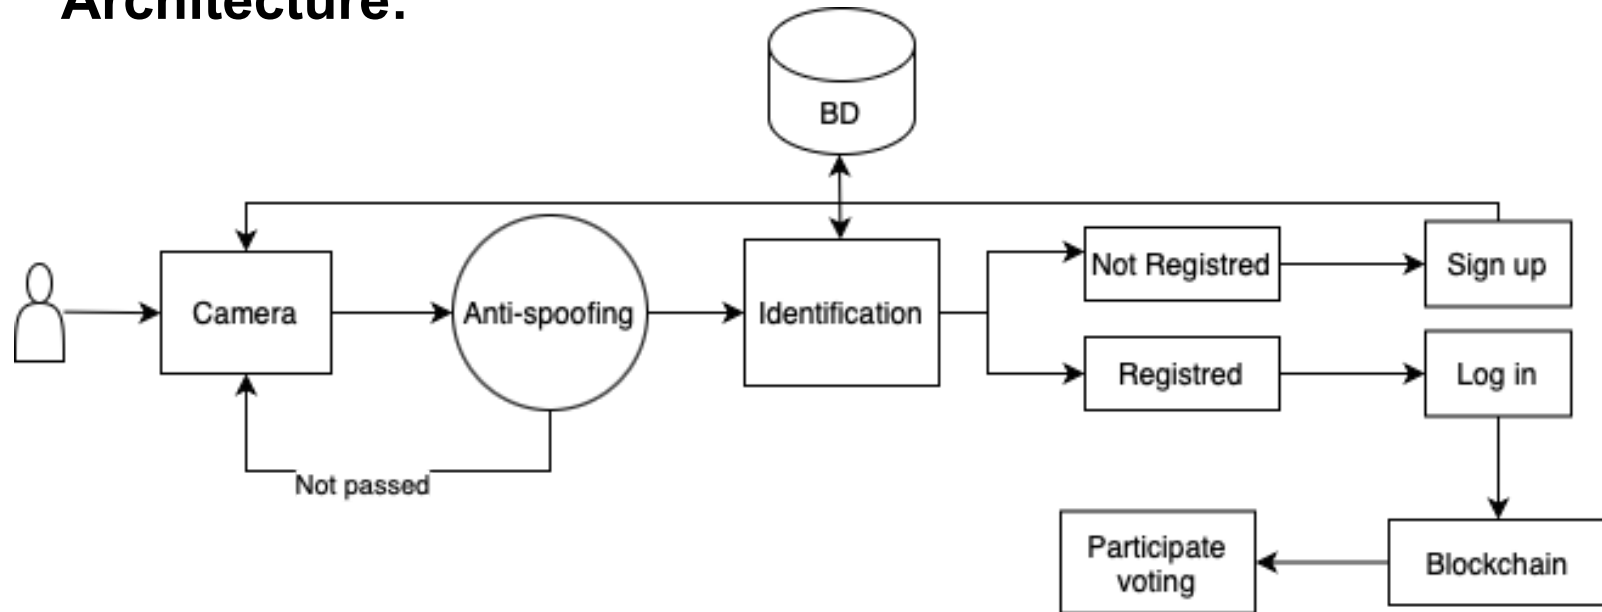 Architecture:
BD
Camera
Anti-spoofing
Identification
Not Registred
Sign up
Registred
Log in
Not passed
Participate
voting
Blockchain